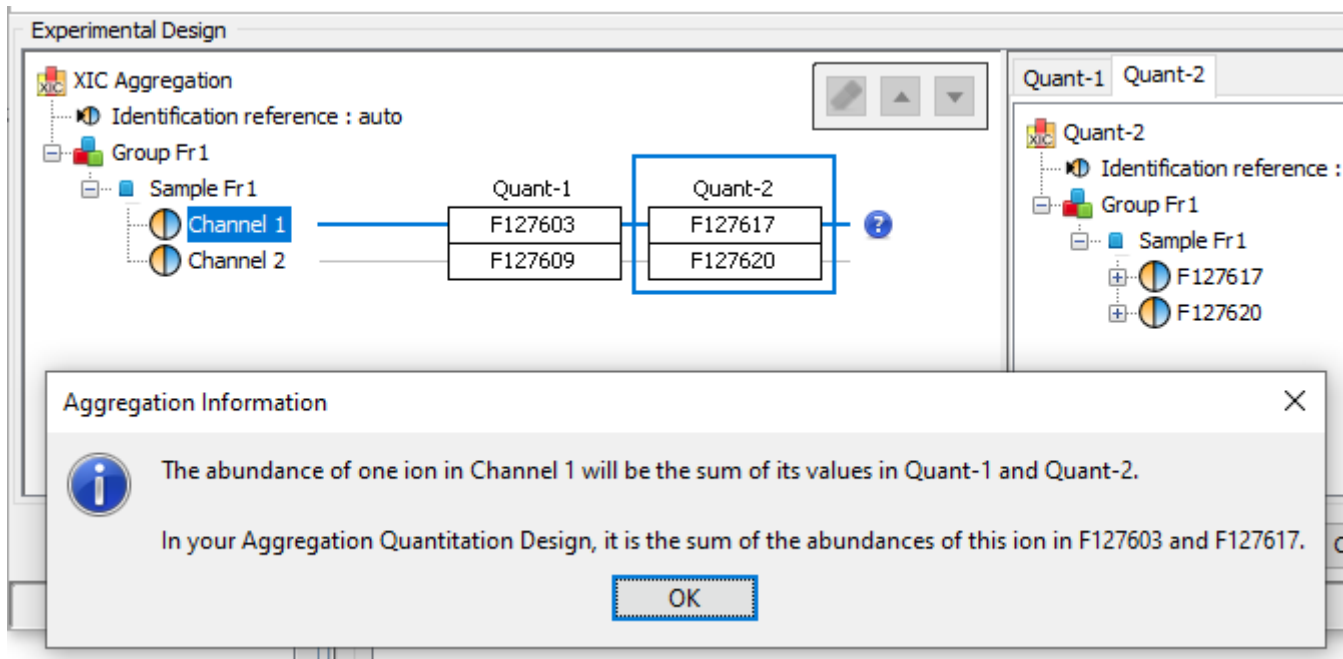 Experimental Design
XIC XIC Aggregation
Identification reference : auto
Group Fr1
Sample Fr1 Quant-1 Quant-2
Channel 1 F127603 F127617 ?
Channel 2 F127609 F127620
Quant-1 Quant-2
XIC Quant-2
Identification reference :
Group Fr1
Sample Fr1
F127617
F127620
Aggregation Information
The abundance of one ion in Channel 1 will be the sum of its values in Quant-1 and Quant-2.
In your Aggregation Quantitation Design, it is the sum of the abundances of this ion in F127603 and F127617.
OK